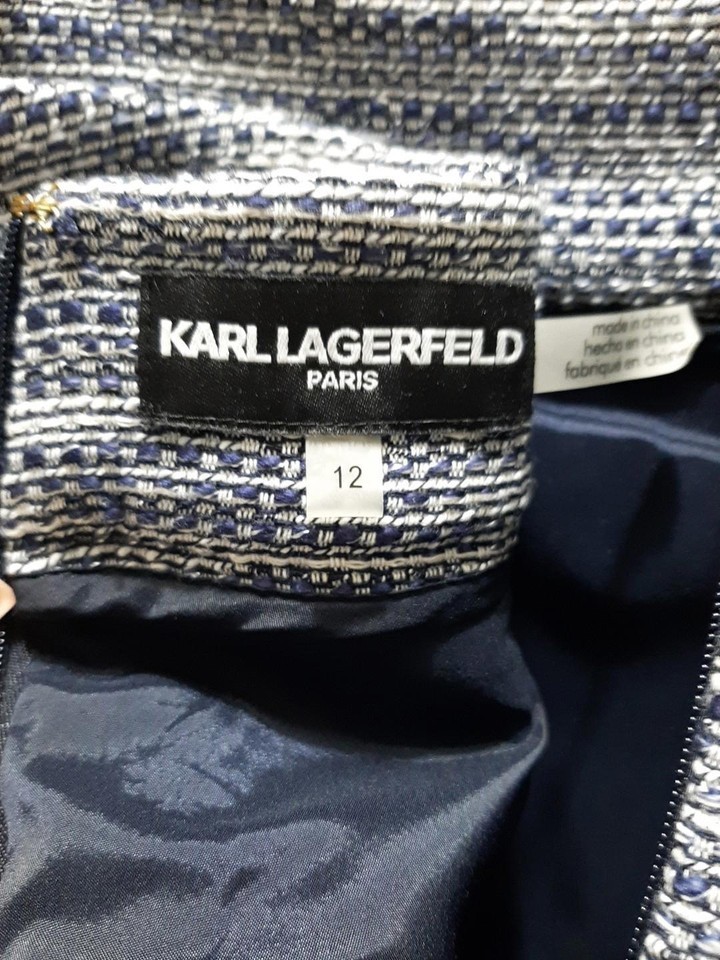 KARL LAGERFELD
PARIS
12
made in china
hecho en china
fabriqué en chine